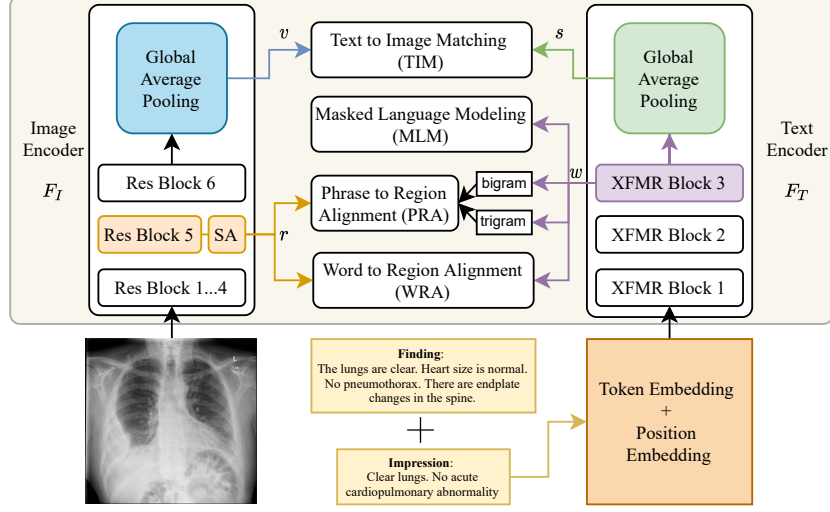 Image
Encoder
F_I
Global
Average
Pooling
Res Block 6
Res Block 5
SA
Res Block 1...4
v
r
Text to Image Matching
(TIM)
Masked Language Modeling
(MLM)
Phrase to Region
Alignment (PRA)
bigram
trigram
Word to Region Alignment
(WRA)
s
w
Global
Average
Pooling
XFMR Block 3
XFMR Block 2
XFMR Block 1
Text
Encoder
F_T
L
Finding:
The lungs are clear. Heart size is normal.
No pneumothorax. There are endplate
changes in the spine.
+
Impression:
Clear lungs. No acute
cardiopulmonary abnormality
Token Embedding
+
Position
Embedding